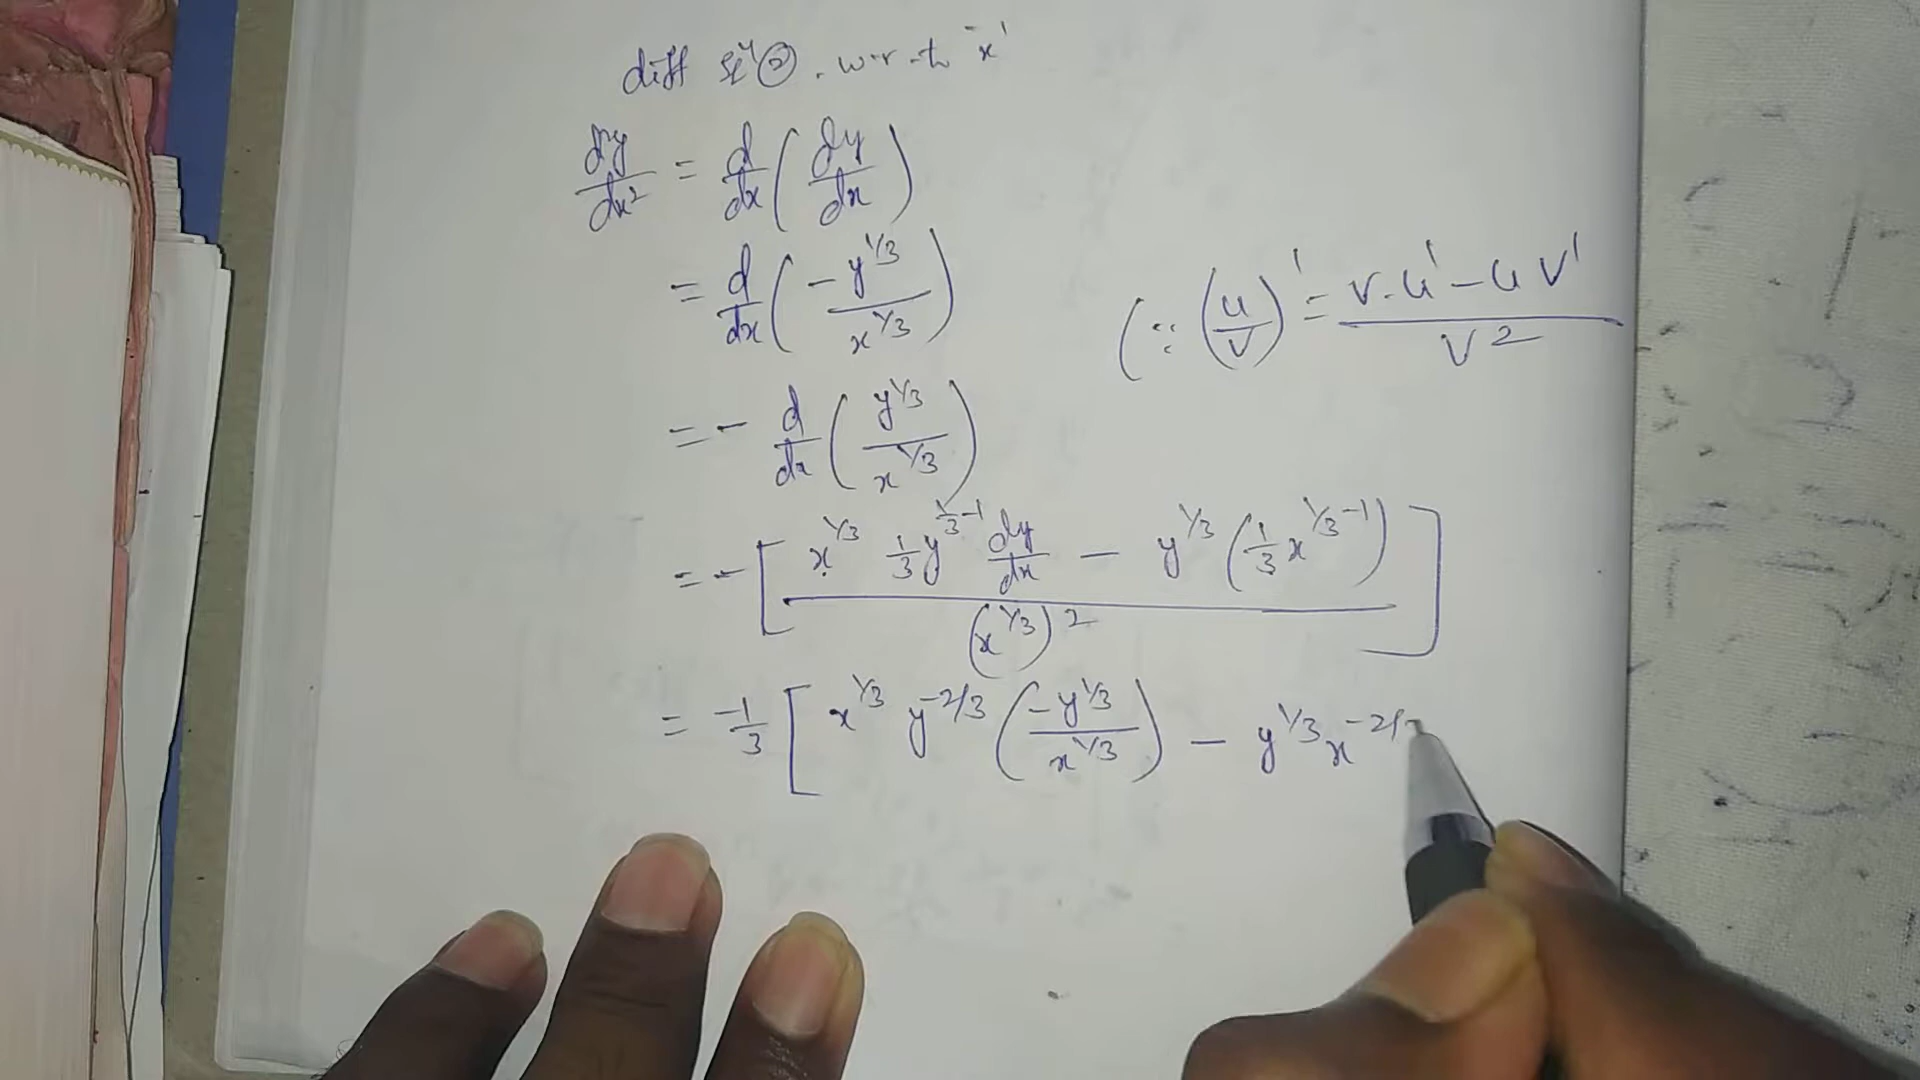 diff eqⁿ ② . w.r.to 'x'
d²y/dx² = d/dx (dy/dx)
= d/dx (-y^1/3 / x^1/3)
(∵ (u/v)' = (v.u' - u v') / v²
= - d/dx (y^1/3 / x^1/3)
= - [ (x^1/3 1/3 y^(1/3-1) dy/dx - y^1/3 (1/3 x^(1/3-1))) / (x^1/3)² ]
= -1/3 [ x^1/3 y^-2/3 (-y^1/3 / x^1/3) - y^1/3 x^-2/